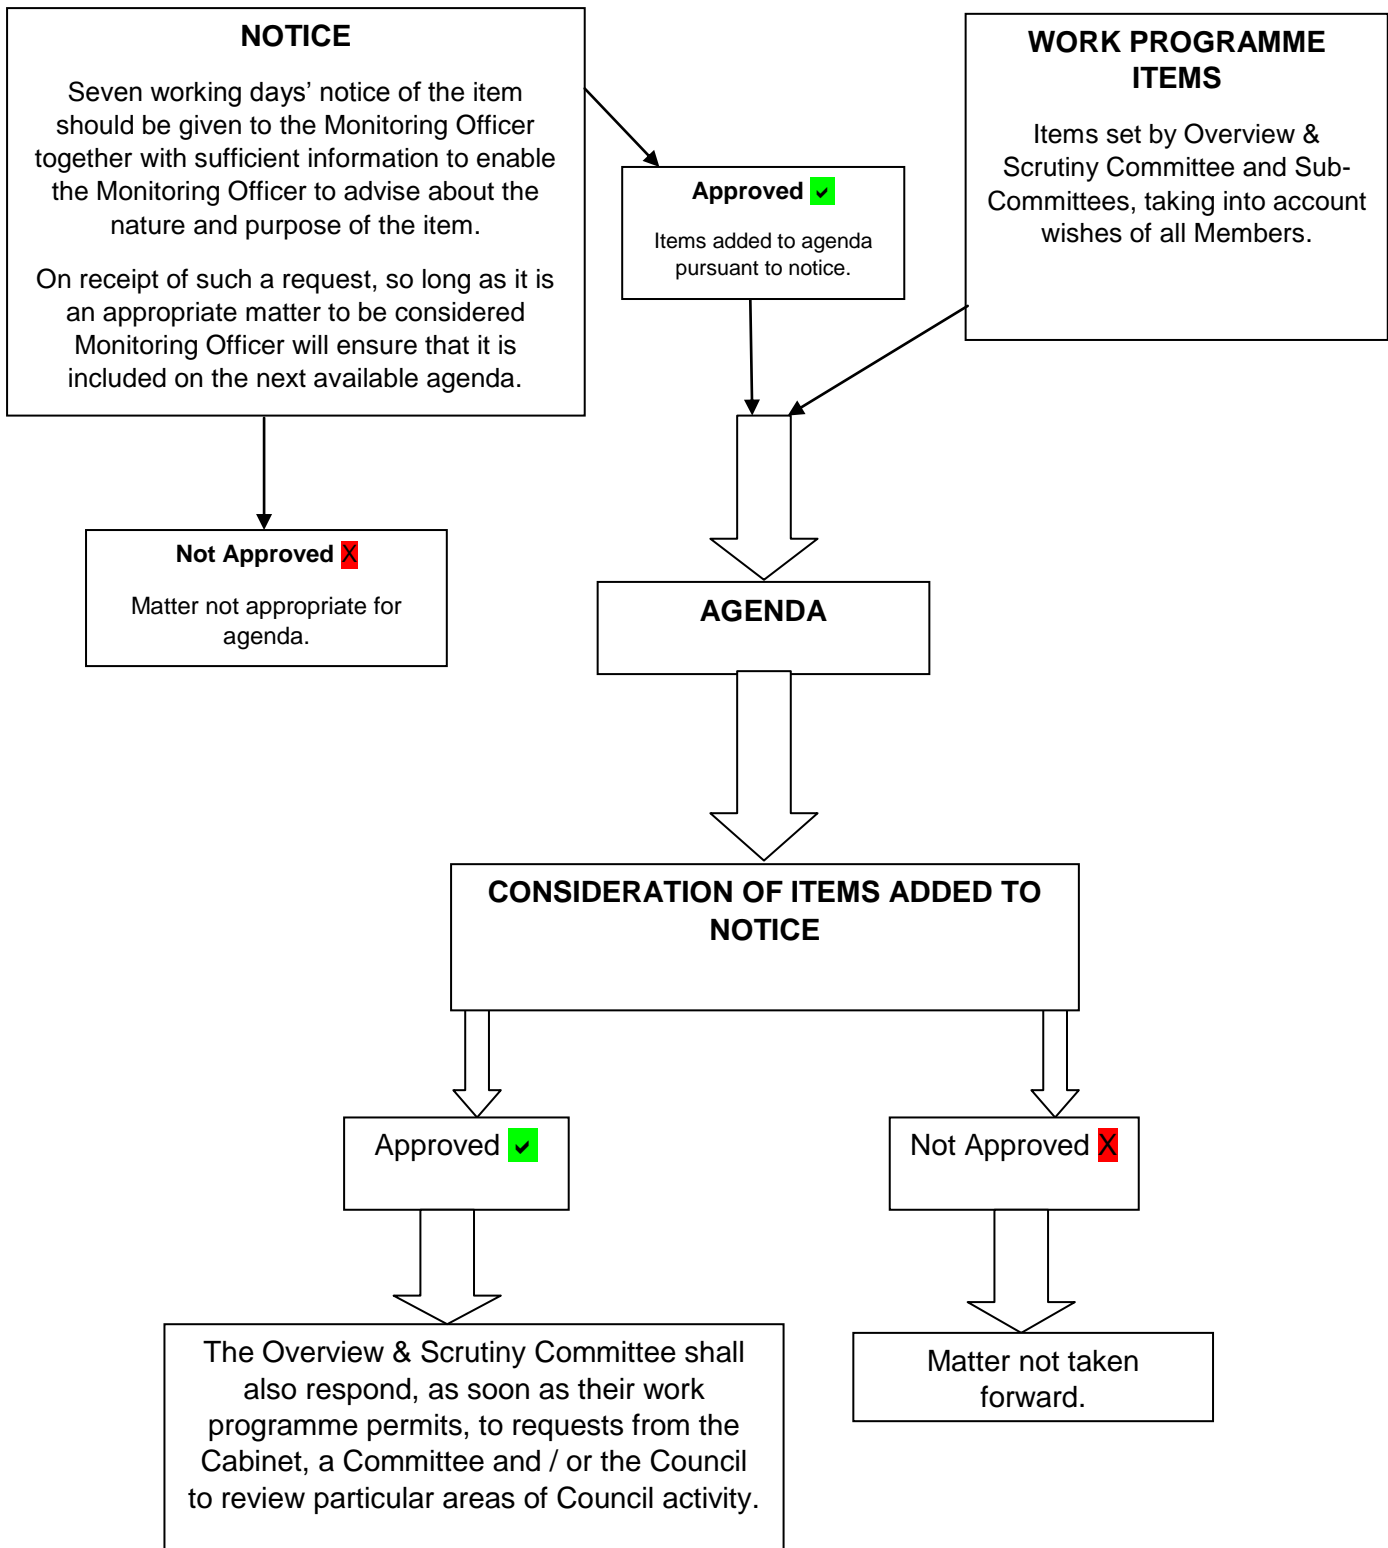 NOTICE
Seven working days’ notice of the item
should be given to the Monitoring Officer
together with sufficient information to enable
the Monitoring Officer to advise about the
nature and purpose of the item.
On receipt of such a request, so long as it is
an appropriate matter to be considered
Monitoring Officer will ensure that it is
included on the next available agenda.
WORK PROGRAMME
ITEMS
Items set by Overview &
Scrutiny Committee and Sub-
Committees, taking into account
wishes of all Members.
Approved ✓
Items added to agenda
pursuant to notice.
Not Approved X
Matter not appropriate for
agenda.
AGENDA
CONSIDERATION OF ITEMS ADDED TO
NOTICE
Approved ✓
Not Approved X
The Overview & Scrutiny Committee shall
also respond, as soon as their work
programme permits, to requests from the
Cabinet, a Committee and / or the Council
to review particular areas of Council activity.
Matter not taken
forward.